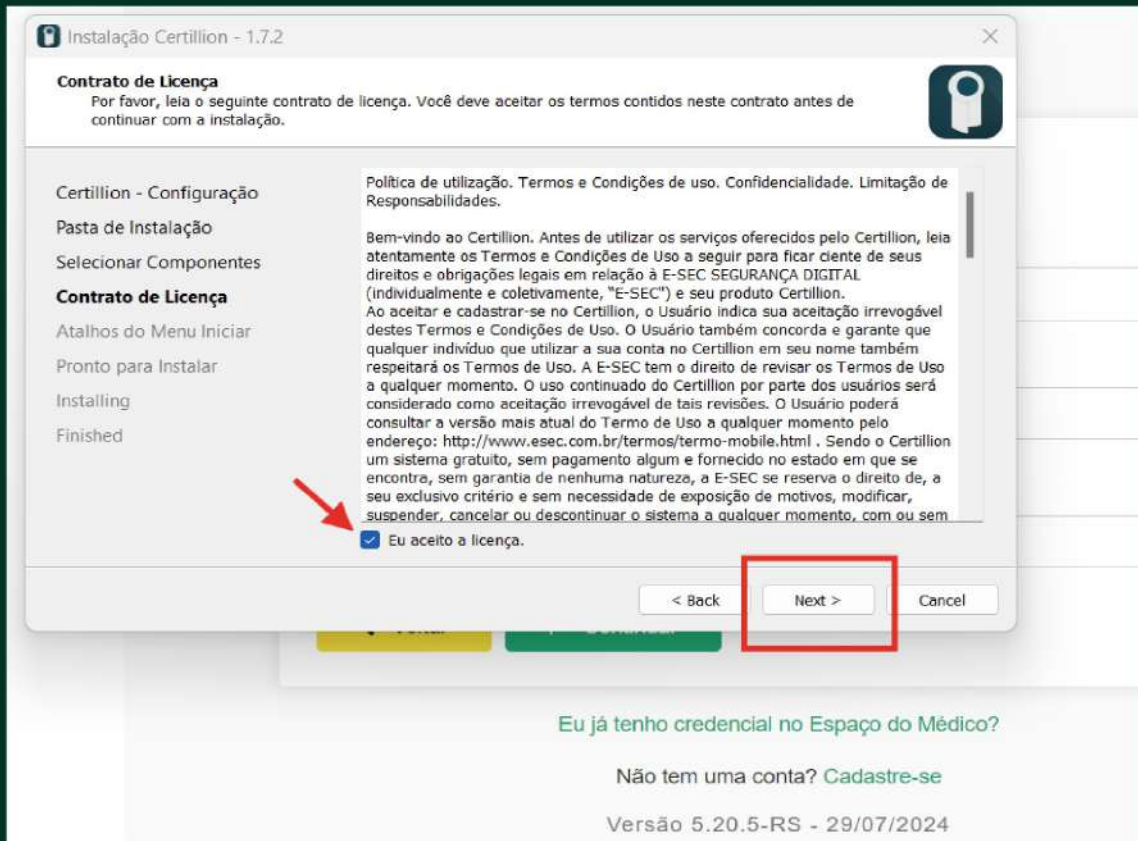 Instalação Certillion - 1.7.2
Contrato de Licença
Por favor, leia o seguinte contrato de licença. Você deve aceitar os termos contidos neste contrato antes de
continuar com a instalação.
Certillion - Configuração
Pasta de Instalação
Selecionar Componentes
Contrato de Licença
Atalhos do Menu Iniciar
Pronto para Instalar
Installing
Finished
Política de utilização. Termos e Condições de uso. Confidencialidade. Limitação de
Responsabilidades.
Bem-vindo ao Certillion. Antes de utilizar os serviços oferecidos pelo Certillion, leia
atentamente os Termos e Condições de Uso a seguir para ficar ciente de seus
direitos e obrigações legais em relação à E-SEC SEGURANÇA DIGITAL
(individualmente e coletivamente, "E-SEC") e seu produto Certillion.
Ao aceitar e cadastrar-se no Certillion, o Usuário indica sua aceitação irrevogável
destes Termos e Condições de Uso. O Usuário também concorda e garante que
qualquer indivíduo que utilizar a sua conta no Certillion em seu nome também
respeitará os Termos de Uso. A E-SEC tem o direito de revisar os Termos de Uso
a qualquer momento. O uso continuado do Certillion por parte dos usuários será
considerado como aceitação irrevogável de tais revisões. O Usuário poderá
consultar a versão mais atual do Termo de Uso a qualquer momento pelo
endereço: http://www.esec.com.br/termos/termo-mobile.html . Sendo o Certillion
um sistema gratuito, sem pagamento algum e fornecido no estado em que se
encontra, sem garantia de nenhuma natureza, a E-SEC se reserva o direito de, a
seu exclusivo critério e sem necessidade de exposição de motivos, modificar,
suspender, cancelar ou descontinuar o sistema a qualquer momento, com ou sem
Eu aceito a licença.
< Back
Next >
Cancel
Eu já tenho credencial no Espaço do Médico?
Não tem uma conta? Cadastre-se
Versão 5.20.5-RS - 29/07/2024